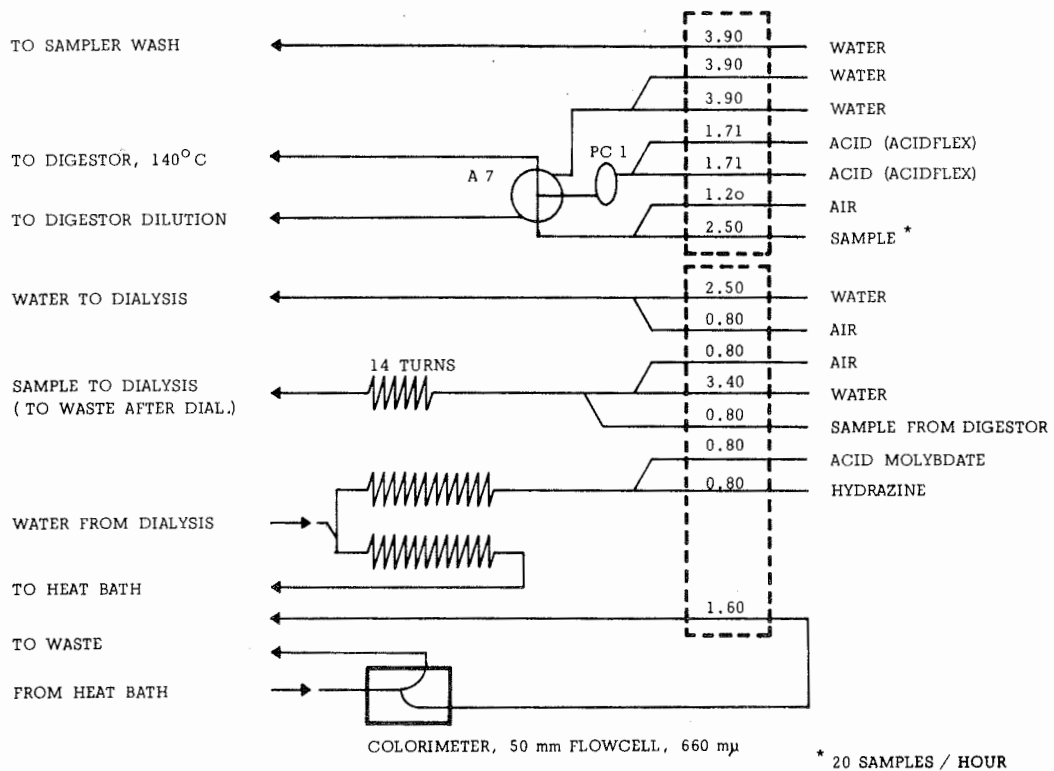 TO SAMPLER WASH 3.90 WATER
3.90 WATER
3.90 WATER
1.71 ACID (ACIDFLEX)
TO DIGESTOR, 140°C A 7 PC 1 1.71 ACID (ACIDFLEX)
1.20 AIR
TO DIGESTOR DILUTION 2.50 SAMPLE *
WATER TO DIALYSIS 2.50 WATER
0.80 AIR
0.80 AIR
14 TURNS
SAMPLE TO DIALYSIS 3.40 WATER
(TO WASTE AFTER DIAL.) 0.80 SAMPLE FROM DIGESTOR
0.80 ACID MOLYBDATE
0.80 HYDRAZINE
WATER FROM DIALYSIS
TO HEAT BATH
1.60
TO WASTE
FROM HEAT BATH
COLORIMETER, 50 mm FLOWCELL, 660 mµ
* 20 SAMPLES / HOUR